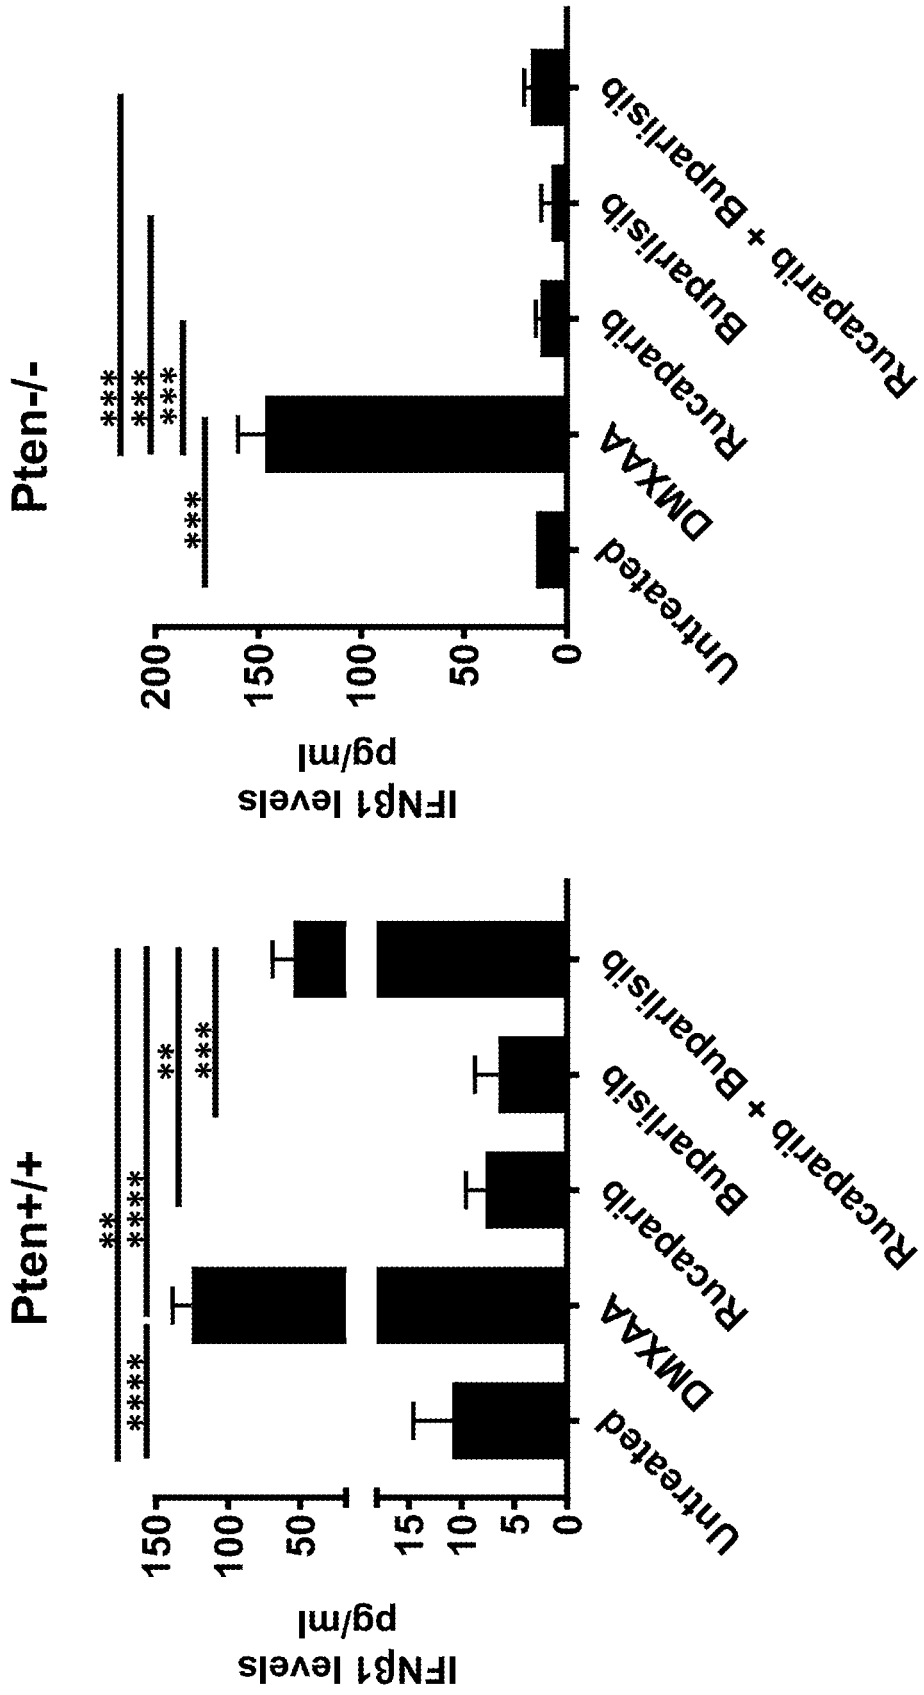 Pten+/+
**
****
****
**
***
IFNβ1 levels
pg/ml
150
100
50
15
10
5
0
Untreated
DMXAA
Rucaparib
Buparlisib
Rucaparib + Buparlisib
Pten-/-
***
***
***
***
IFNβ1 levels
pg/ml
200
150
100
50
0
Untreated
DMXAA
Rucaparib
Buparlisib
Rucaparib + Buparlisib